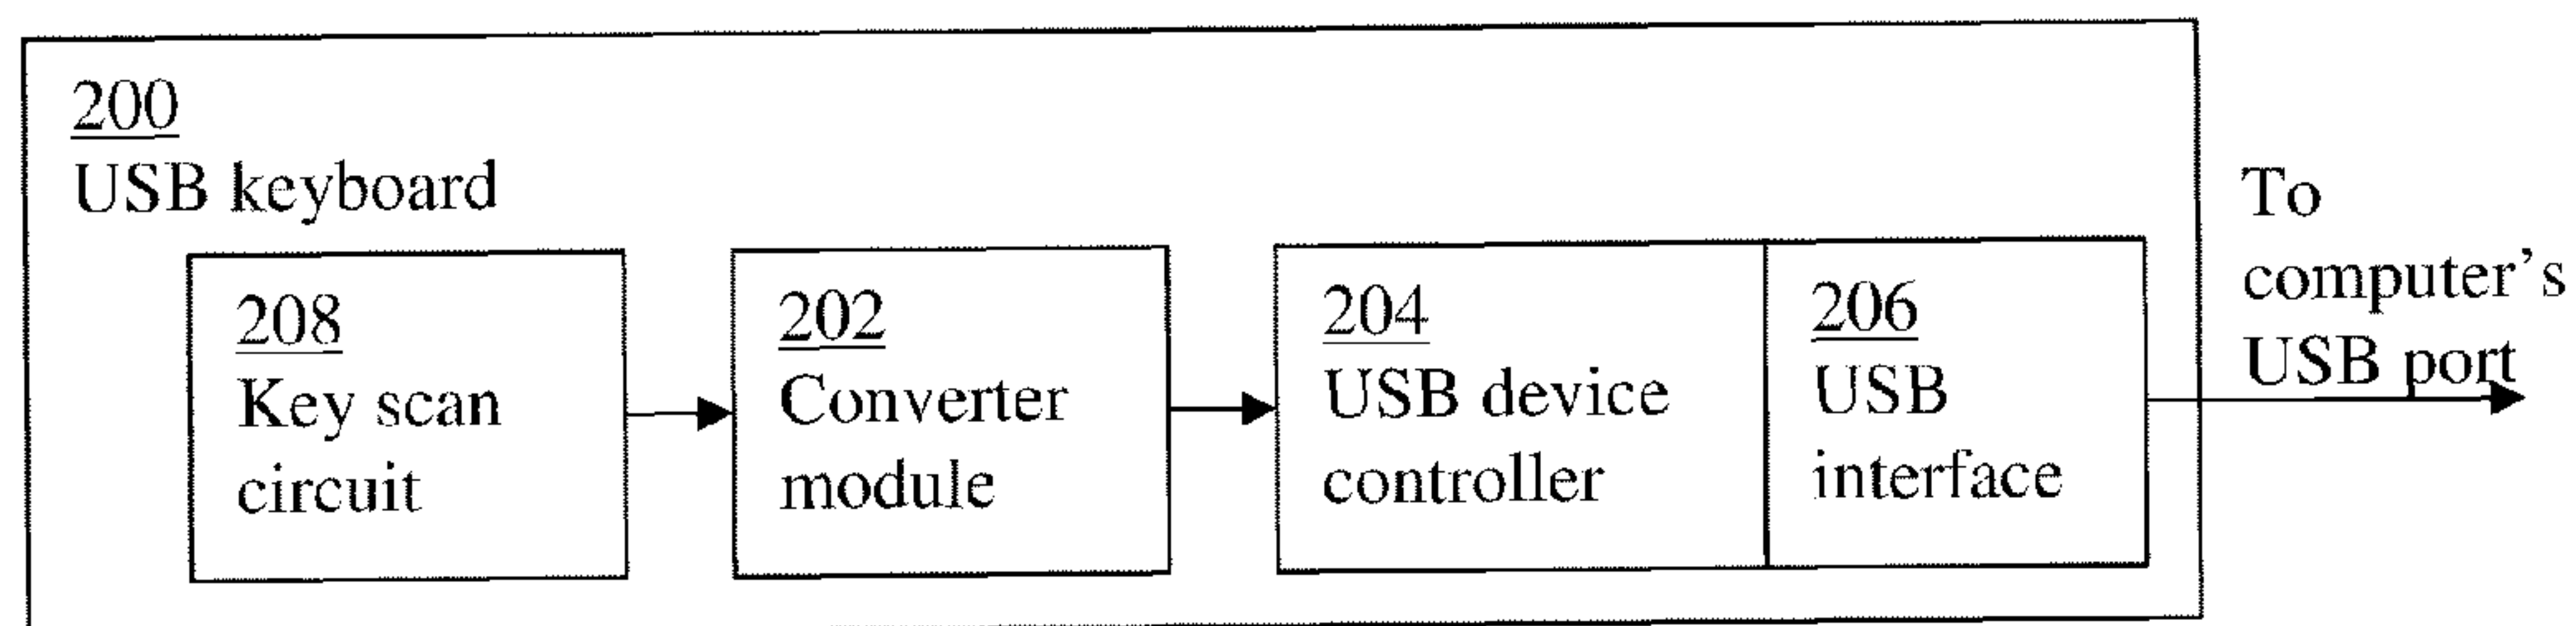 200
USB keyboard
208
Key scan
circuit
202
Converter
module
204
USB device
controller
206
USB
interface
To
computer’s
USB port